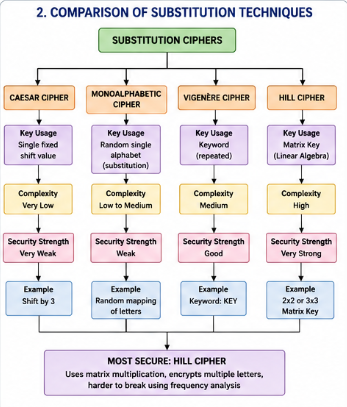 2. COMPARISON OF SUBSTITUTION TECHNIQUES
SUBSTITUTION CIPHERS
CAESAR CIPHER
Key Usage
Single fixed
shift value
Complexity
Very Low
Security Strength
Very Weak
Example
Shift by 3
MONOALPHABETIC
CIPHER
Key Usage
Random single
alphabet
(substitution)
Complexity
Low to Medium
Security Strength
Weak
Example
Random mapping
of letters
VIGENÈRE CIPHER
Key Usage
Keyword
(repeated)
Complexity
Medium
Security Strength
Good
Example
Keyword: KEY
HILL CIPHER
Key Usage
Matrix Key
(Linear Algebra)
Complexity
High
Security Strength
Very Strong
Example
2x2 or 3x3
Matrix Key
MOST SECURE: HILL CIPHER
Uses matrix multiplication, encrypts multiple letters,
harder to break using frequency analysis